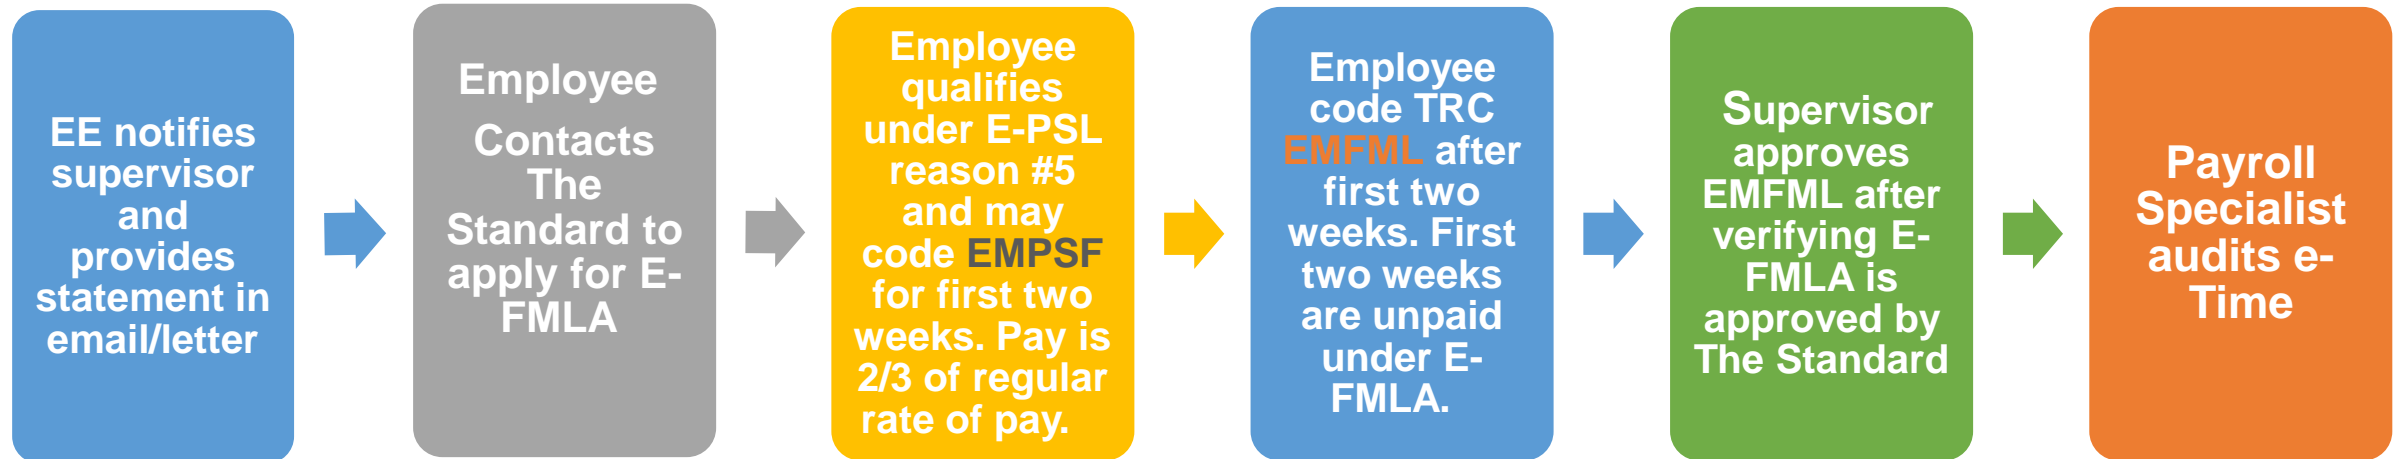 EE notifies
supervisor
and
provides
statement in
email/letter
Employee
Contacts
The
Standard to
apply for E-
FMLA
Employee
qualifies
under E-PSL
reason #5
and may
code EMPSF
for first two
weeks. Pay is
2/3 of regular
rate of pay.
Employee
code TRC
EMFML after
first two
weeks. First
two weeks
are unpaid
under E-
FMLA.
Supervisor
approves
EMFML after
verifying E-
FMLA is
approved by
The Standard
Payroll
Specialist
audits e-
Time